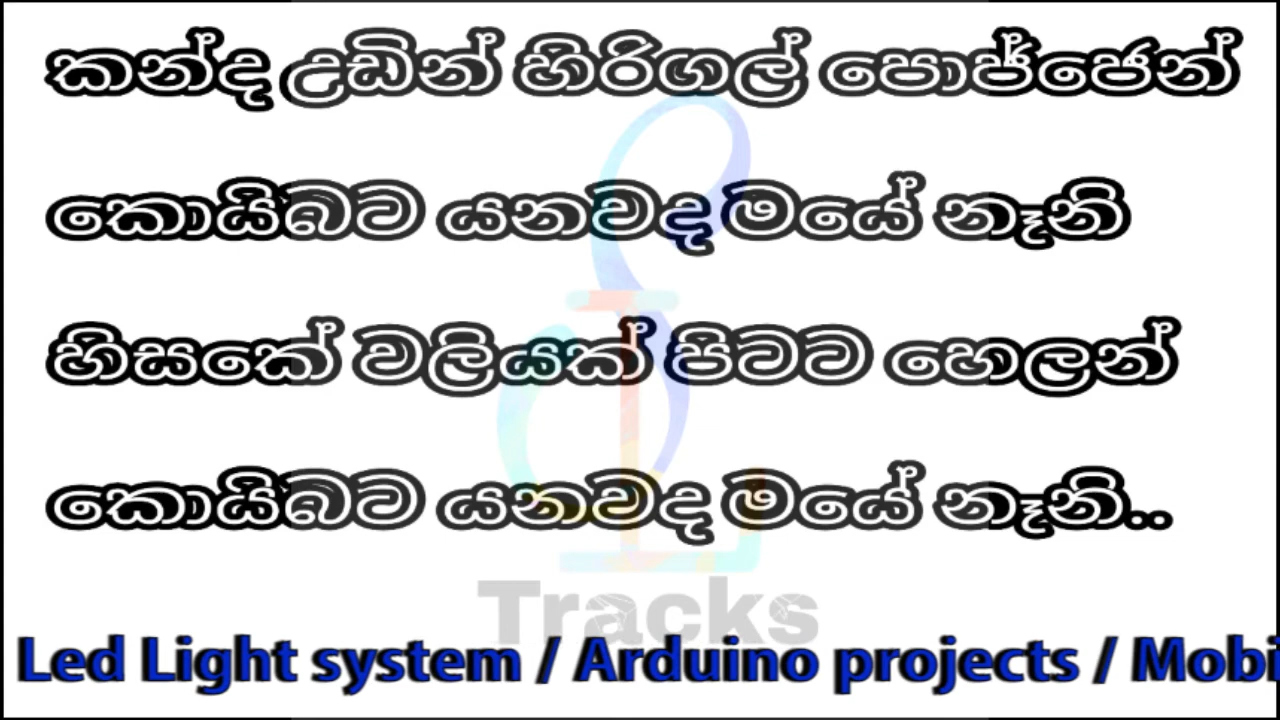 කන්ද උඩින් හිරිගල් පොජ්ජෙන්
කොයිබට යනවද මයේ නෑනි
හිසකේ වලියක් පිටට හෙලන්
කොයිබට යනවද මයේ නෑනි..
Tracks
Led Light system / Arduino projects / Mobi